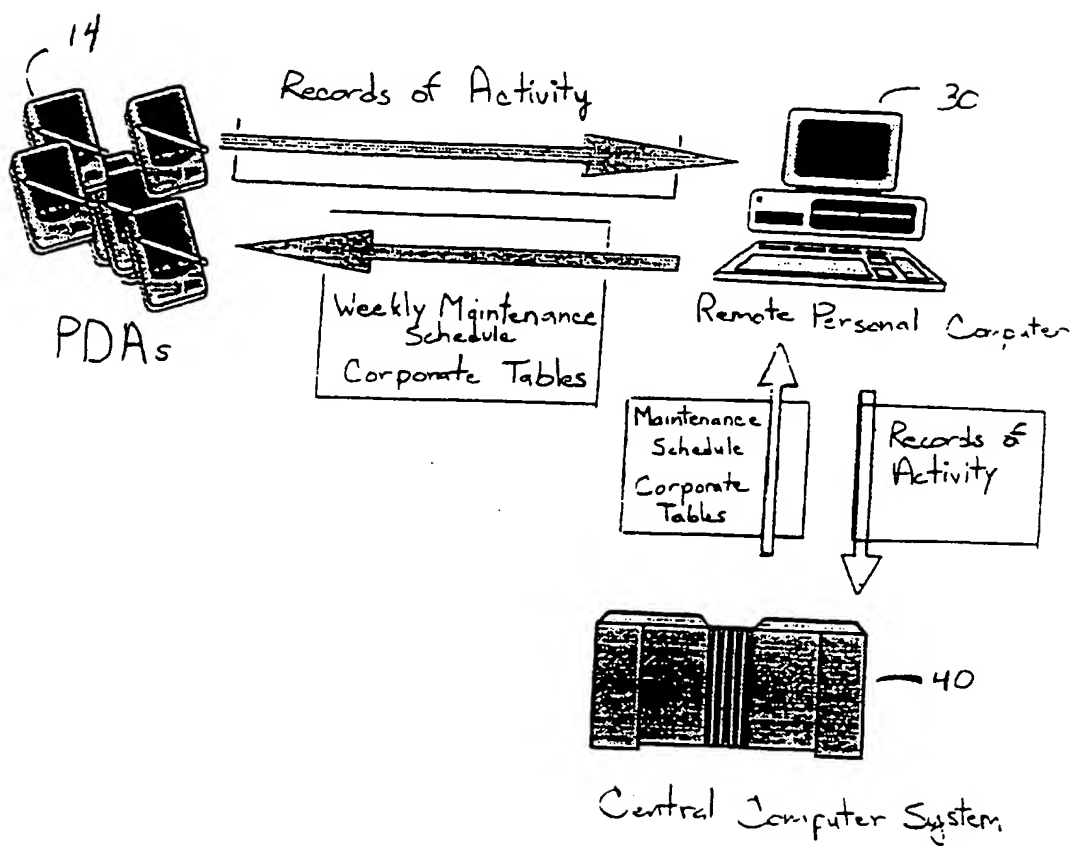 14
Records of Activity
30
PDAs
Weekly Maintenance
Schedule
Corporate Tables
Remote Personal Computer
Maintenance
Schedule
Corporate
Tables
Records of
Activity
40
Central Computer System